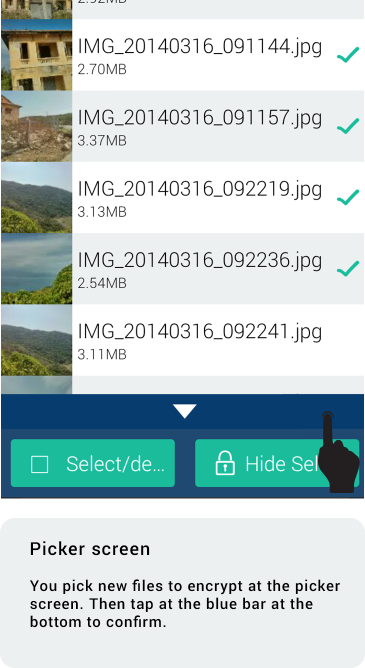 2.92MB
IMG_20140316_091144.jpg
2.70MB
IMG_20140316_091157.jpg
3.37MB
IMG_20140316_092219.jpg
3.13MB
IMG_20140316_092236.jpg
2.54MB
IMG_20140316_092241.jpg
3.11MB
Select/de... Hide Sel
Picker screen
You pick new files to encrypt at the picker
screen. Then tap at the blue bar at the
bottom to confirm.